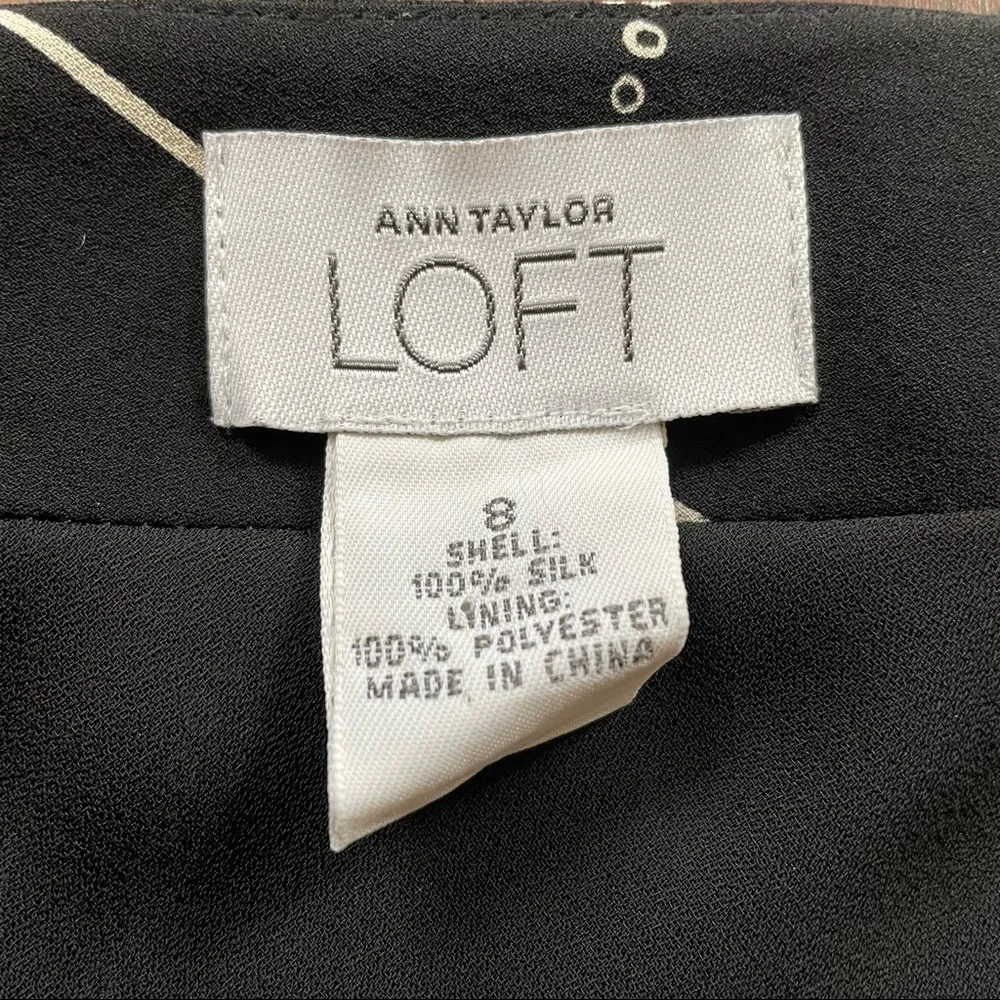 ANN TAYLOR
LOFT
8
SHELL:
100% SILK
LINING:
100% POLYESTER
MADE IN CHINA